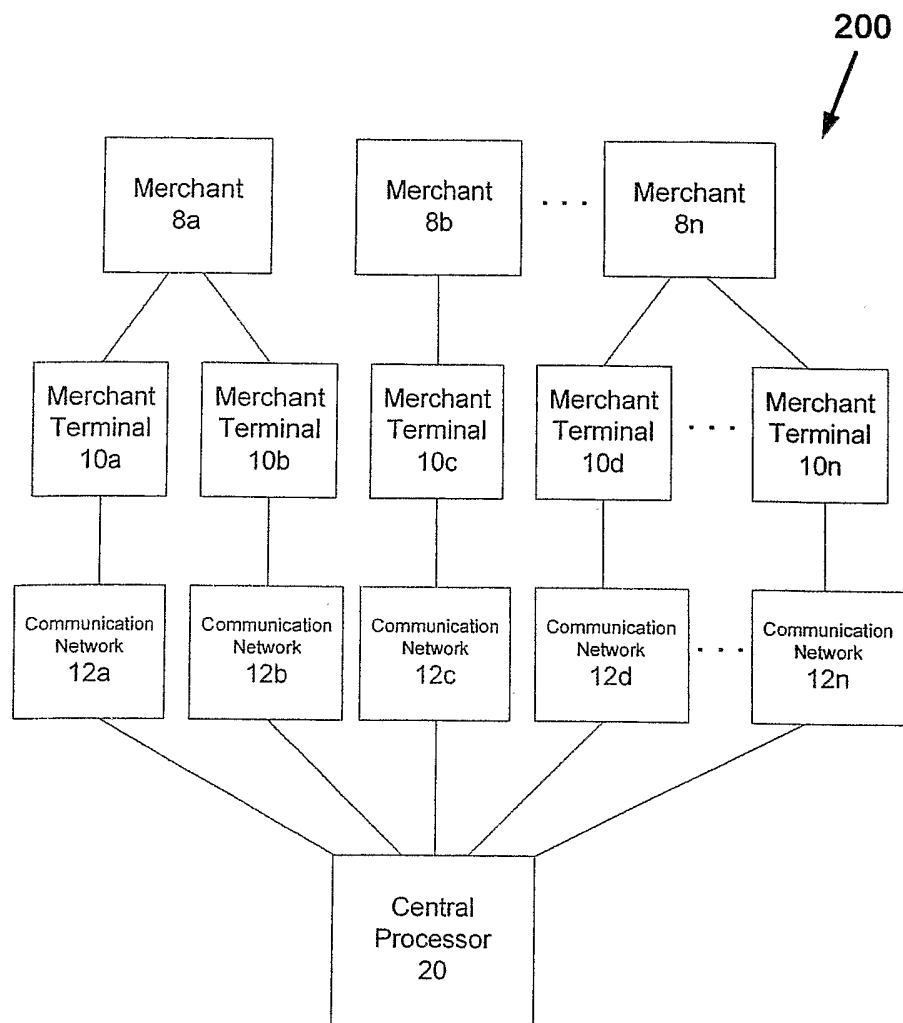 200
Merchant
8a
Merchant
8b
. . .
Merchant
8n
Merchant
Terminal
10a
Merchant
Terminal
10b
Merchant
Terminal
10c
Merchant
Terminal
10d
. . .
Merchant
Terminal
10n
Communication
Network
12a
Communication
Network
12b
Communication
Network
12c
Communication
Network
12d
. . .
Communication
Network
12n
Central
Processor
20